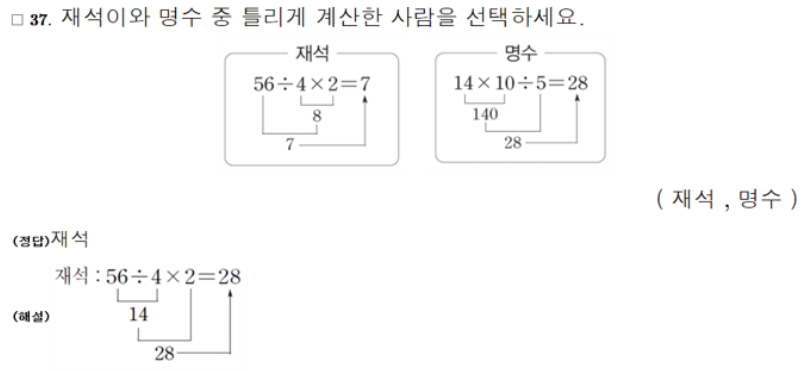 □ 37. 재석이와 명수 중 틀리게 계산한 사람을 선택하세요.
재석
56÷4×2=7
8
7
명수
14×10÷5=28
140
28
( 재석 , 명수 )
(정답)재석
재석 : 56÷4×2=28
(해설)
14
28